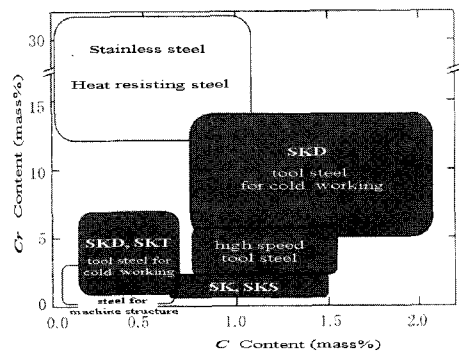 Cr Content (mass%)
30
15
10
5
0
Stainless steel
Heat resisting steel
SKD
tool steel
for cold working
SKD, SKT
tool steel for
cold working
high speed
tool steel
SK, SKS
steel for
machine structure
0.0
0.5
1.0
1.5
2.0
C Content (mass%)